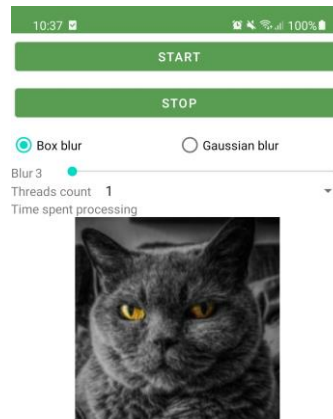 10:37 100%
START
STOP
Box blur Gaussian blur
Blur 3
Threads count 1
Time spent processing